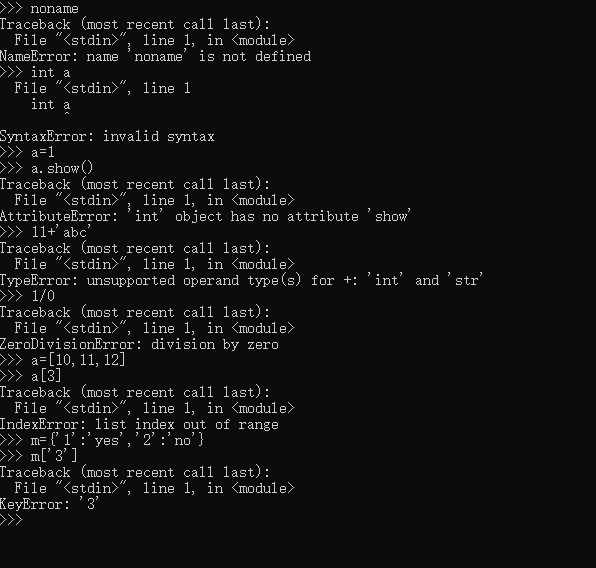 >>> noname
Traceback (most recent call last):
  File "<stdin>", line 1, in <module>
NameError: name 'noname' is not defined
>>> int a
  File "<stdin>", line 1
    int a
        ^
SyntaxError: invalid syntax
>>> a=1
>>> a.show()
Traceback (most recent call last):
  File "<stdin>", line 1, in <module>
AttributeError: 'int' object has no attribute 'show'
>>> 11+'abc'
Traceback (most recent call last):
  File "<stdin>", line 1, in <module>
TypeError: unsupported operand type(s) for +: 'int' and 'str'
>>> 1/0
Traceback (most recent call last):
  File "<stdin>", line 1, in <module>
ZeroDivisionError: division by zero
>>> a=[10,11,12]
>>> a[3]
Traceback (most recent call last):
  File "<stdin>", line 1, in <module>
IndexError: list index out of range
>>> m={'1':'yes','2':'no'}
>>> m['3']
Traceback (most recent call last):
  File "<stdin>", line 1, in <module>
KeyError: '3'
>>>